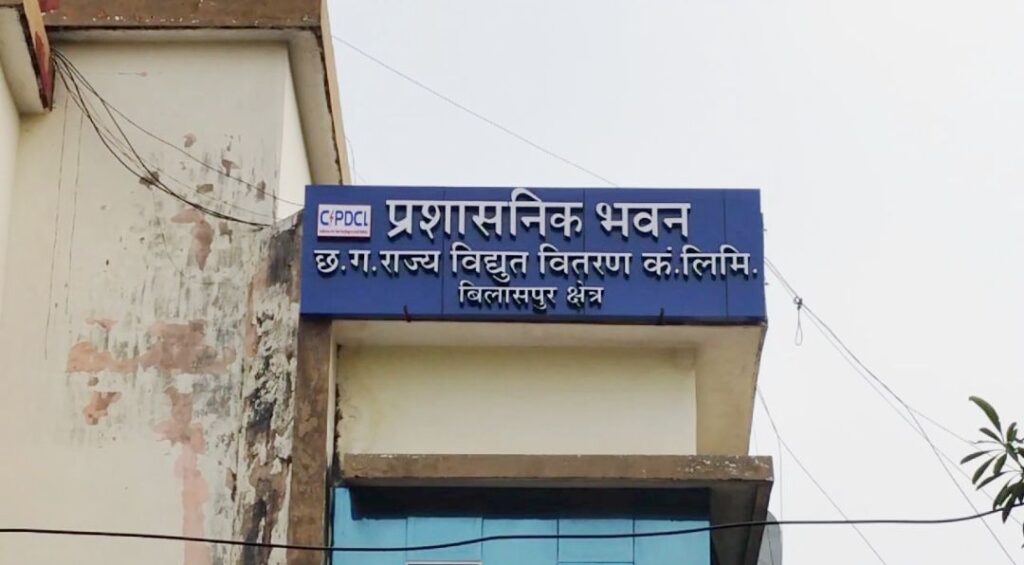 CSPDCL
प्रशासनिक भवन
छ.ग.राज्य विद्युत वितरण कं.लिमि.
बिलासपुर क्षेत्र